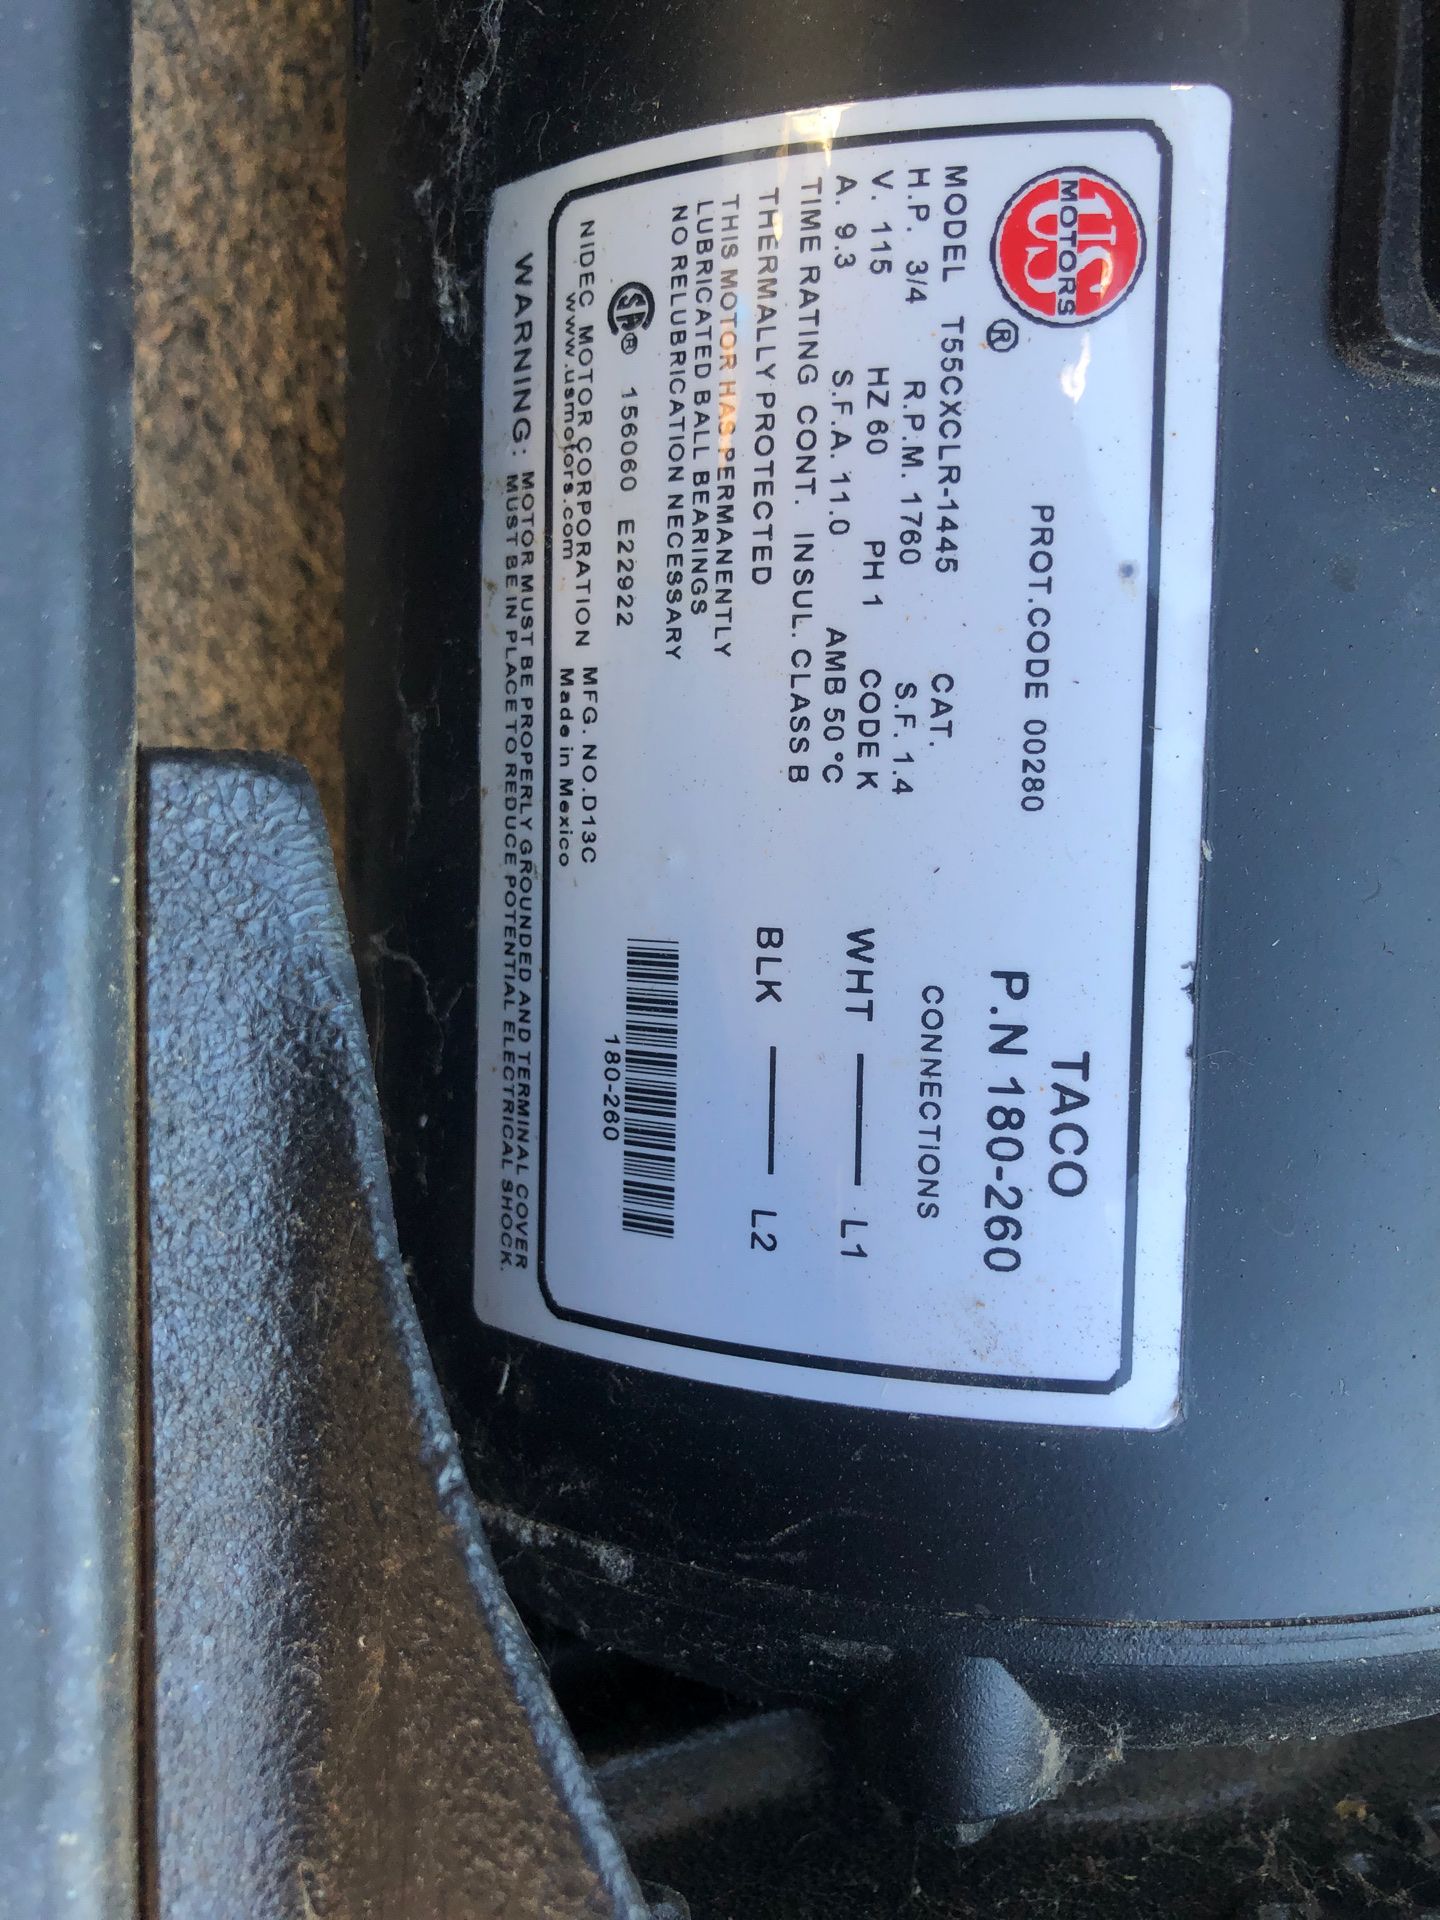 US
MOTORS
®
PROT.CODE 00280
MODEL T55CXCLR-1445 CAT.
H.P. 3/4 R.P.M. 1760 S.F. 1.4
V. 115 HZ 60 PH 1 CODE K
A. 9.3 S.F.A. 11.0 AMB 50 °C
TIME RATING CONT. INSUL. CLASS B
THERMALLY PROTECTED
THIS MOTOR HAS PERMANENTLY
LUBRICATED BALL BEARINGS
NO RELUBRICATION NECESSARY
SA® 156060 E22922
NIDEC MOTOR CORPORATION MFG. NO.D13C
www.usmotors.com Made in Mexico
TACO
P.N 180-260
CONNECTIONS
WHT L1
BLK L2
180-260
WARNING: MOTOR MUST BE PROPERLY GROUNDED AND TERMINAL COVER
MUST BE IN PLACE TO REDUCE POTENTIAL ELECTRICAL SHOCK.